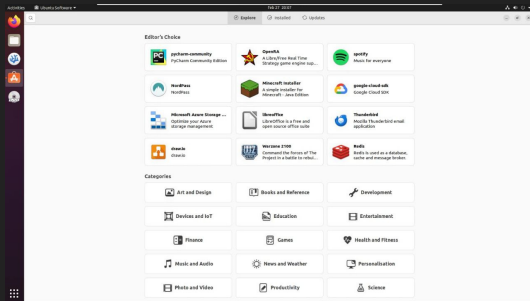 Activities Ubuntu Software
Feb 27 20:07
Explore Installed Updates
Editor's Choice
pycharm-community
PyCharm Community Edition
OpenRA
A Libre/Free Real Time
Strategy game engine sup...
spotify
Music for everyone
NordPass
NordPass
Minecraft Installer
A simple installer for
Minecraft - Java Edition
google-cloud-sdk
Google Cloud SDK
Microsoft Azure Storage ...
Optimise your Azure
storage management
libreoffice
LibreOffice is a free and
open source office suite
Thunderbird
Mozilla Thunderbird email
application
draw.io
draw.io
Warzone 2100
Command the forces of The
Project in a battle to rebui...
Redis
Redis is used as a database,
cache and message broker.
Categories
Art and Design
Books and Reference
Development
Devices and IoT
Education
Entertainment
Finance
Games
Health and Fitness
Music and Audio
News and Weather
Personalisation
Photo and Video
Productivity
Science